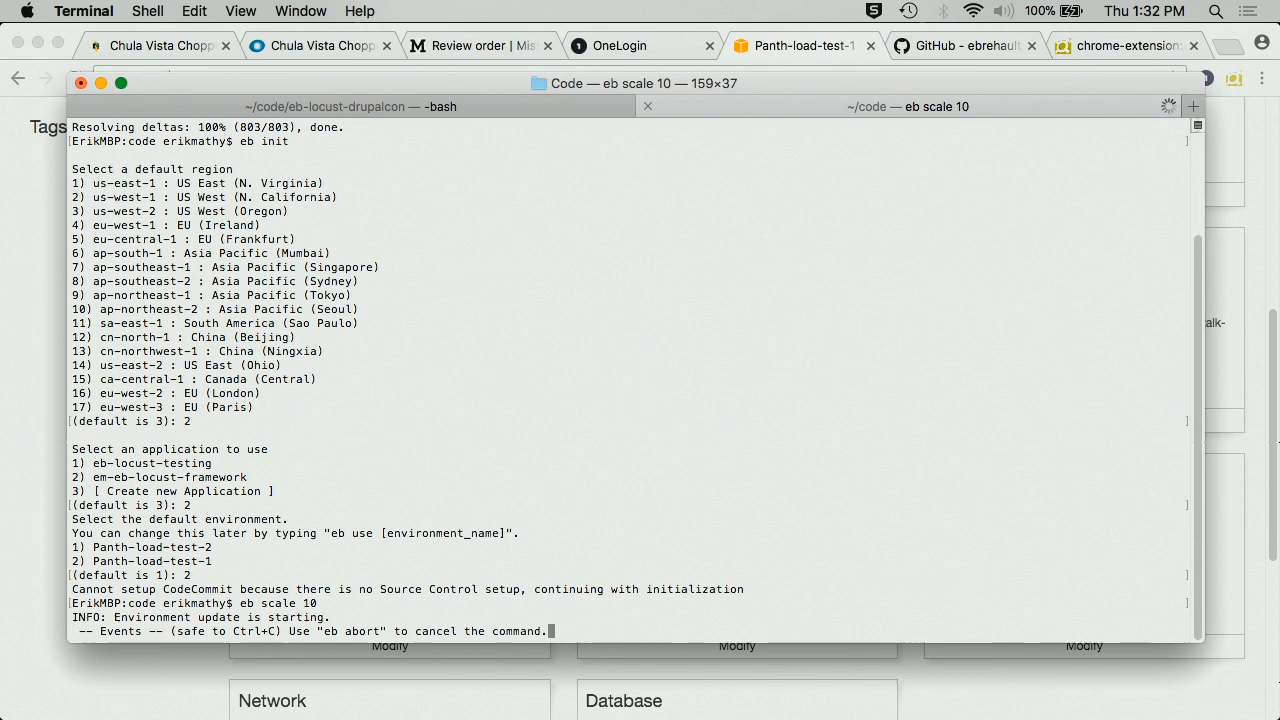 Terminal Shell Edit View Window Help 100% Thu 1:32 PM
Chula Vista Chopp Chula Vista Chopp Review order | Mis OneLogin Panth-load-test-1 GitHub - ebrehault chrome-extension:
Code — eb scale 10 — 159×37
~/code/eb-locust-drupalcon — -bash ~/code — eb scale 10
Tags
Resolving deltas: 100% (803/803), done.
[ErikMBP:code erikmathy$ eb init ]
Select a default region
1) us-east-1 : US East (N. Virginia)
2) us-west-1 : US West (N. California)
3) us-west-2 : US West (Oregon)
4) eu-west-1 : EU (Ireland)
5) eu-central-1 : EU (Frankfurt)
6) ap-south-1 : Asia Pacific (Mumbai)
7) ap-southeast-1 : Asia Pacific (Singapore)
8) ap-southeast-2 : Asia Pacific (Sydney)
9) ap-northeast-1 : Asia Pacific (Tokyo)
10) ap-northeast-2 : Asia Pacific (Seoul)
11) sa-east-1 : South America (Sao Paulo)
12) cn-north-1 : China (Beijing)
13) cn-northwest-1 : China (Ningxia)
14) us-east-2 : US East (Ohio)
15) ca-central-1 : Canada (Central)
16) eu-west-2 : EU (London)
17) eu-west-3 : EU (Paris)
[(default is 3): 2 ]
Select an application to use
1) eb-locust-testing
2) em-eb-locust-framework
3) [ Create new Application ]
[(default is 3): 2 ]
Select the default environment.
You can change this later by typing "eb use [environment_name]".
1) Panth-load-test-2
2) Panth-load-test-1
[(default is 1): 2 ]
Cannot setup CodeCommit because there is no Source Control setup, continuing with initialization
[ErikMBP:code erikmathy$ eb scale 10 ]
INFO: Environment update is starting.
-- Events -- (safe to Ctrl+C) Use "eb abort" to cancel the command.
alk-
Modify Modify Modify
Network Database